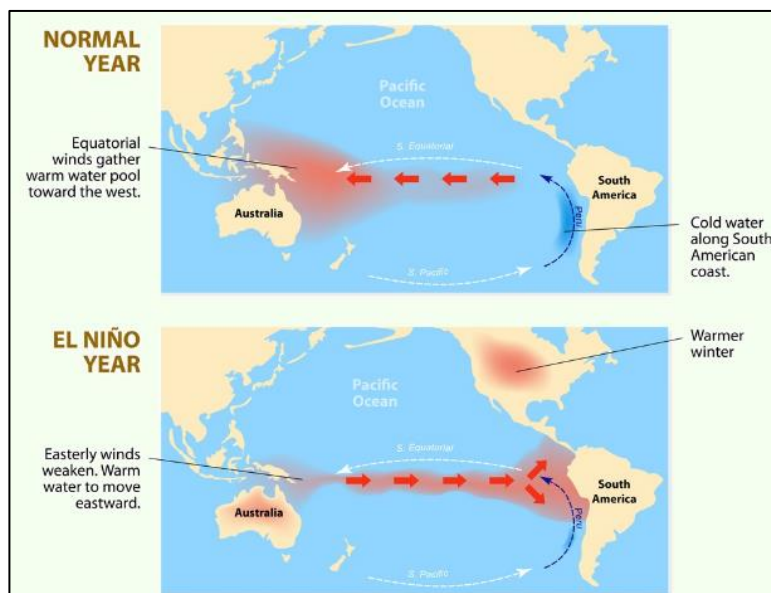 NORMAL
YEAR
Pacific
Ocean
Equatorial
winds gather
warm water pool
toward the west.
S. Equatorial
Australia
South
America
Peru
Cold water
along South
American
coast.
S. Pacific
EL NIÑO
YEAR
Warmer
winter
Pacific
Ocean
Easterly winds
weaken. Warm
water to move
eastward.
S. Equatorial
Australia
South
America
Peru
S. Pacific